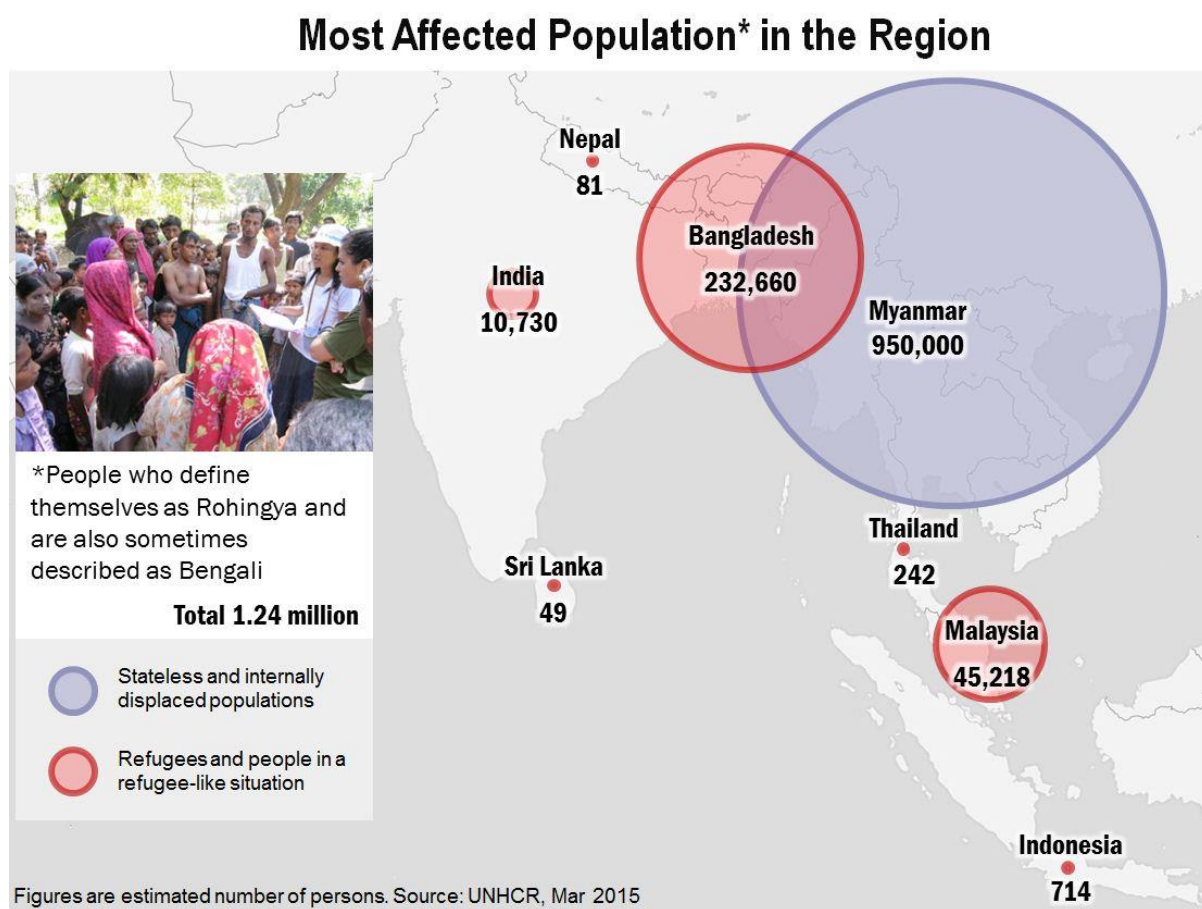 Most Affected Population* in the Region
Nepal
81
Bangladesh
232,660
India
10,730
Myanmar
950,000
*People who define
themselves as Rohingya and
are also sometimes
described as Bengali
Total 1.24 million
Thailand
242
Sri Lanka
49
Malaysia
45,218
Stateless and internally
displaced populations
Refugees and people in a
refugee-like situation
Indonesia
714
Figures are estimated number of persons. Source: UNHCR, Mar 2015